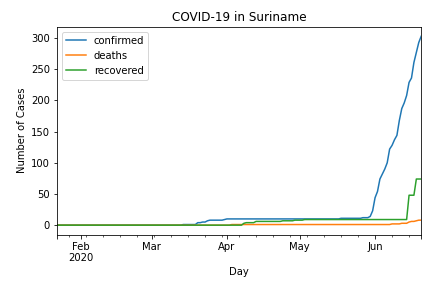 COVID-19 in Suriname
confirmed
deaths
recovered
Number of Cases
300
250
200
150
100
50
0
Feb
2020
Mar
Apr
May
Jun
Day